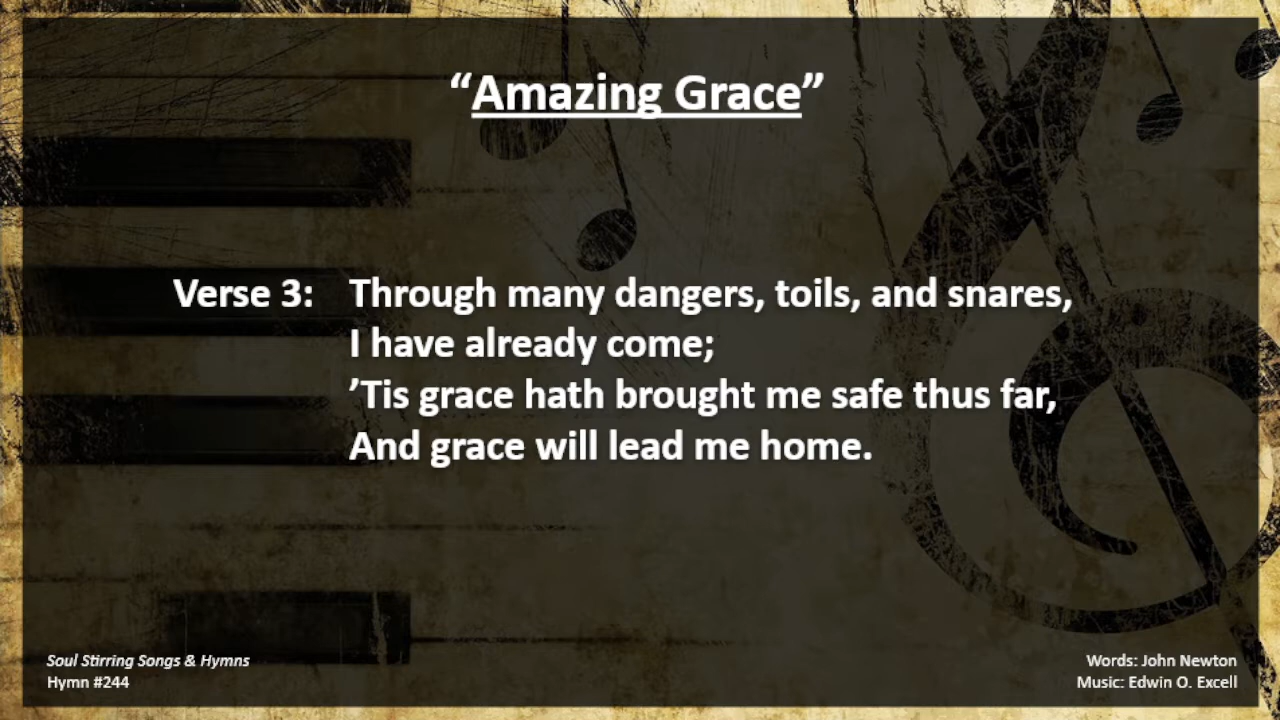 “Amazing Grace”
Verse 3: Through many dangers, toils, and snares,
I have already come;
’Tis grace hath brought me safe thus far,
And grace will lead me home.
Soul Stirring Songs & Hymns
Hymn #244
Words: John Newton
Music: Edwin O. Excell